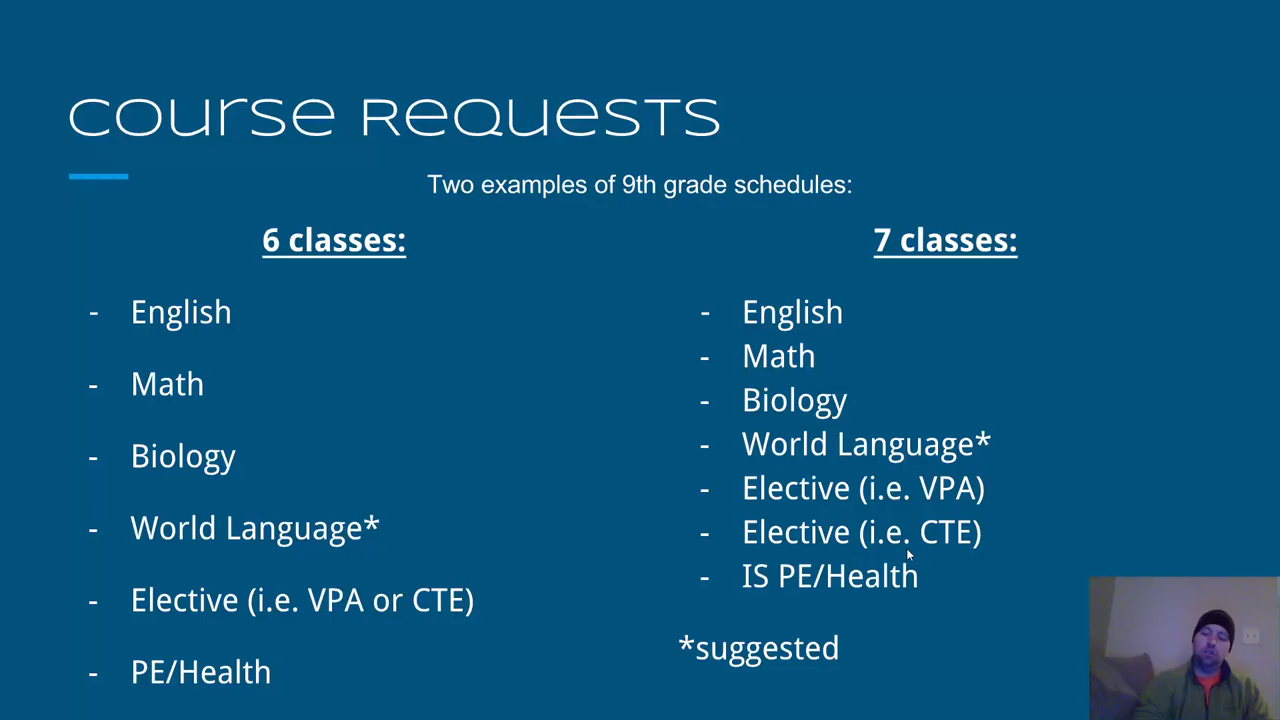 Course Requests
Two examples of 9th grade schedules:
6 classes:
- English
- Math
- Biology
- World Language*
- Elective (i.e. VPA or CTE)
- PE/Health
7 classes:
- English
- Math
- Biology
- World Language*
- Elective (i.e. VPA)
- Elective (i.e. CTE)
- IS PE/Health
*suggested